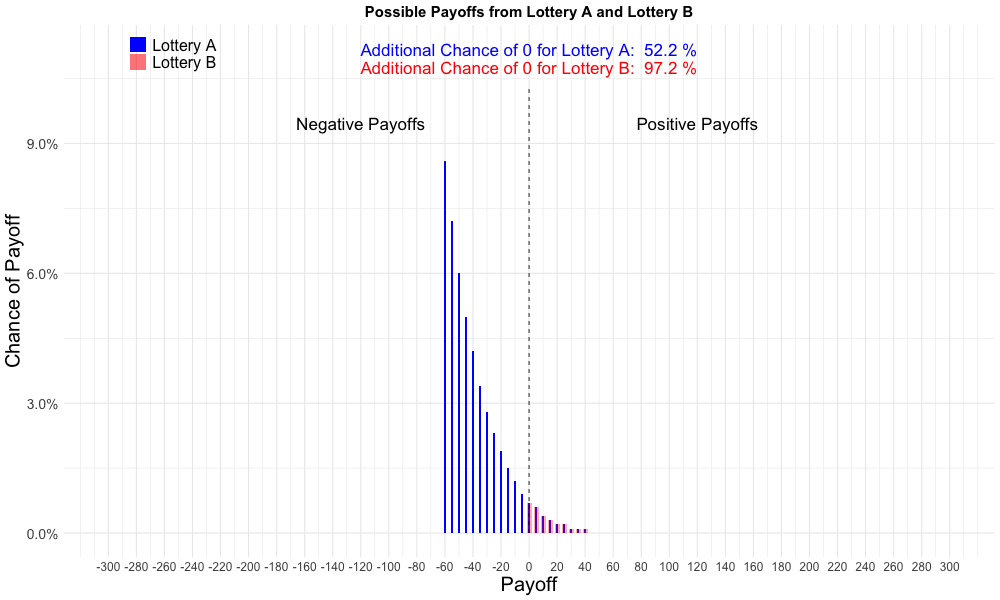 Possible Payoffs from Lottery A and Lottery B
Lottery A
Lottery B
Additional Chance of 0 for Lottery A: 52.2 %
Additional Chance of 0 for Lottery B: 97.2 %
Negative Payoffs
Positive Payoffs
Chance of Payoff
9.0%
6.0%
3.0%
0.0%
-300 -280 -260 -240 -220 -200 -180 -160 -140 -120 -100 -80 -60 -40 -20 0 20 40 60 80 100 120 140 160 180 200 220 240 260 280 300
Payoff